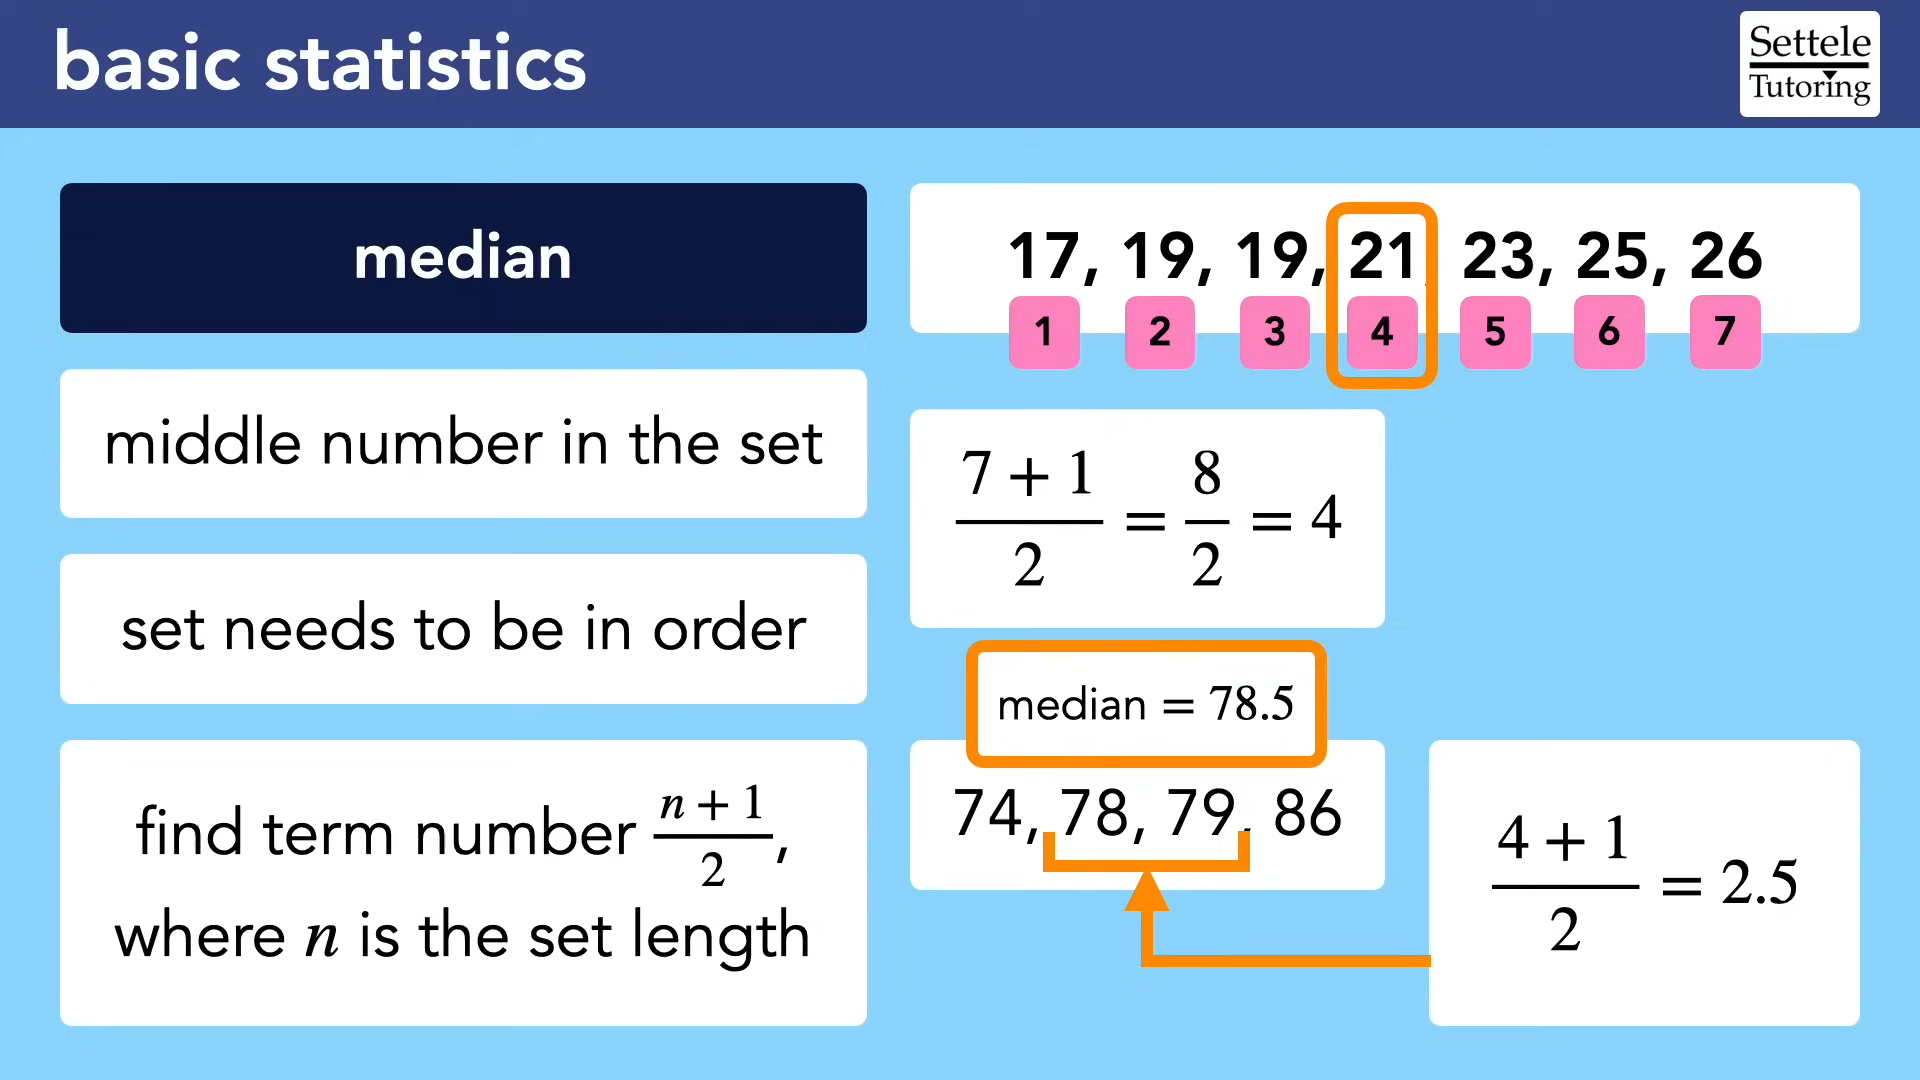 basic statistics
Settele
Tutoring
median
middle number in the set
set needs to be in order
find term number (n + 1)/2,
where n is the set length
17, 19, 19, 21, 23, 25, 26
1 2 3 4 5 6 7
(7 + 1)/2 = 8/2 = 4
median = 78.5
74, 78, 79, 86
(4 + 1)/2 = 2.5